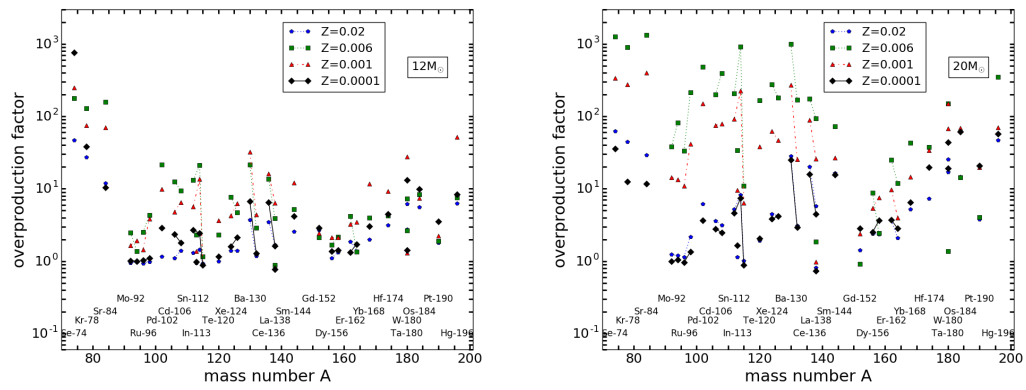 Z=0.02
Z=0.006
Z=0.001
Z=0.0001
12M☉
10³
10²
10¹
10⁰
10⁻¹
overproduction factor
Mo-92 Sn-112 Ba-130 Gd-152 Hf-174 Pt-190
Sr-84 Cd-106 Xe-124 Sm-144 Yb-168 Os-184
Kr-78 Pd-102 Te-120 La-138 Er-162 W-180
Se-74 Ru-96 In-113 Ce-136 Dy-156 Ta-180 Hg-196
80 100 120 140 160 180 200
mass number A
Z=0.02
Z=0.006
Z=0.001
Z=0.0001
20M☉
10³
10²
10¹
10⁰
10⁻¹
overproduction factor
Mo-92 Sn-112 Ba-130 Gd-152 Hf-174 Pt-190
Sr-84 Cd-106 Xe-124 Sm-144 Yb-168 Os-184
Kr-78 Pd-102 Te-120 La-138 Er-162 W-180
Se-74 Ru-96 In-113 Ce-136 Dy-156 Ta-180 Hg-196
80 100 120 140 160 180 200
mass number A